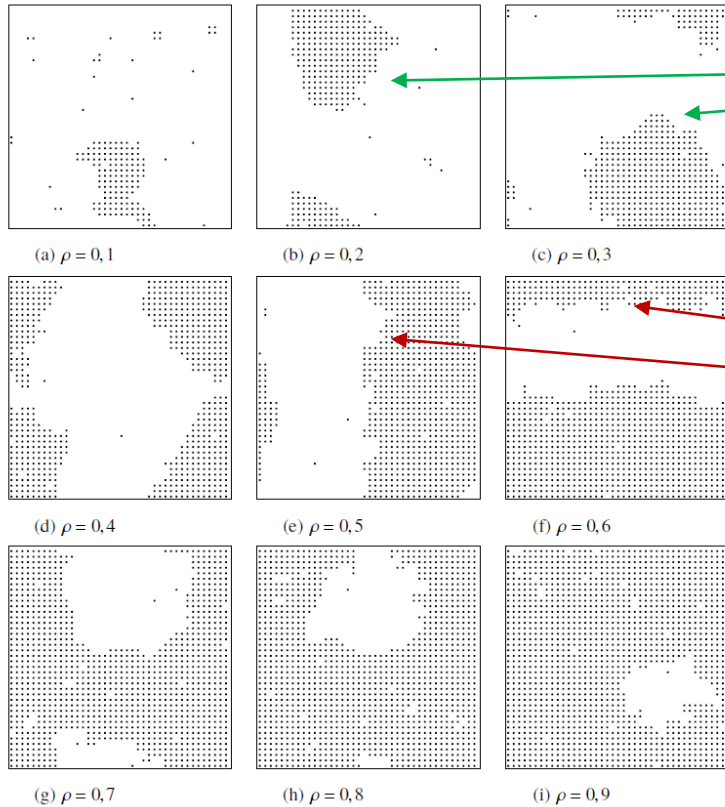 (a) ρ = 0,1
(b) ρ = 0,2
(c) ρ = 0,3
(d) ρ = 0,4
(e) ρ = 0,5
(f) ρ = 0,6
(g) ρ = 0,7
(h) ρ = 0,8
(i) ρ = 0,9